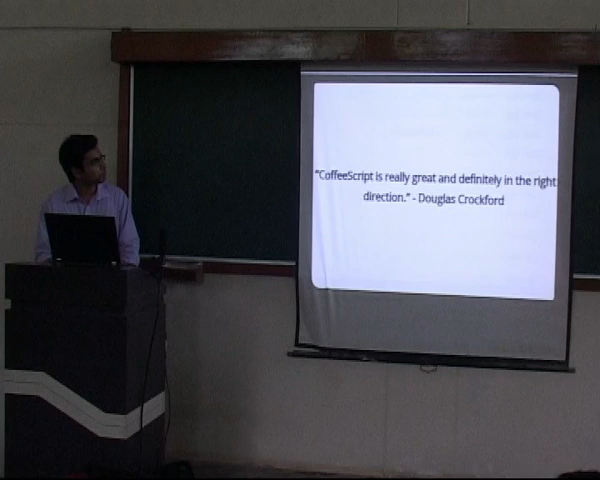 "CoffeeScript is really great and definitely in the right
direction." - Douglas Crockford